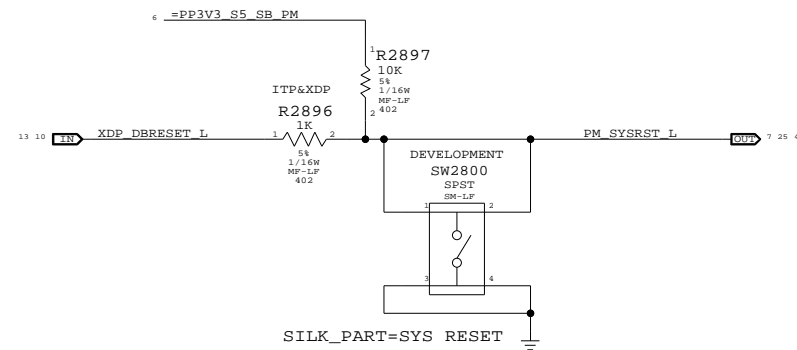 6 =PP3V3_S5_SB_PM
1
R2897
10K
5%
1/16W
MF-LF
402
2
ITP&XDP
R2896
1K
13 10 IN XDP_DBRESET_L 1 2 PM_SYSRST_L OUT 7 25
5%
1/16W
MF-LF
402
DEVELOPMENT
SW2800
SPST
SM-LF
1 2
3 4
SILK_PART=SYS RESET